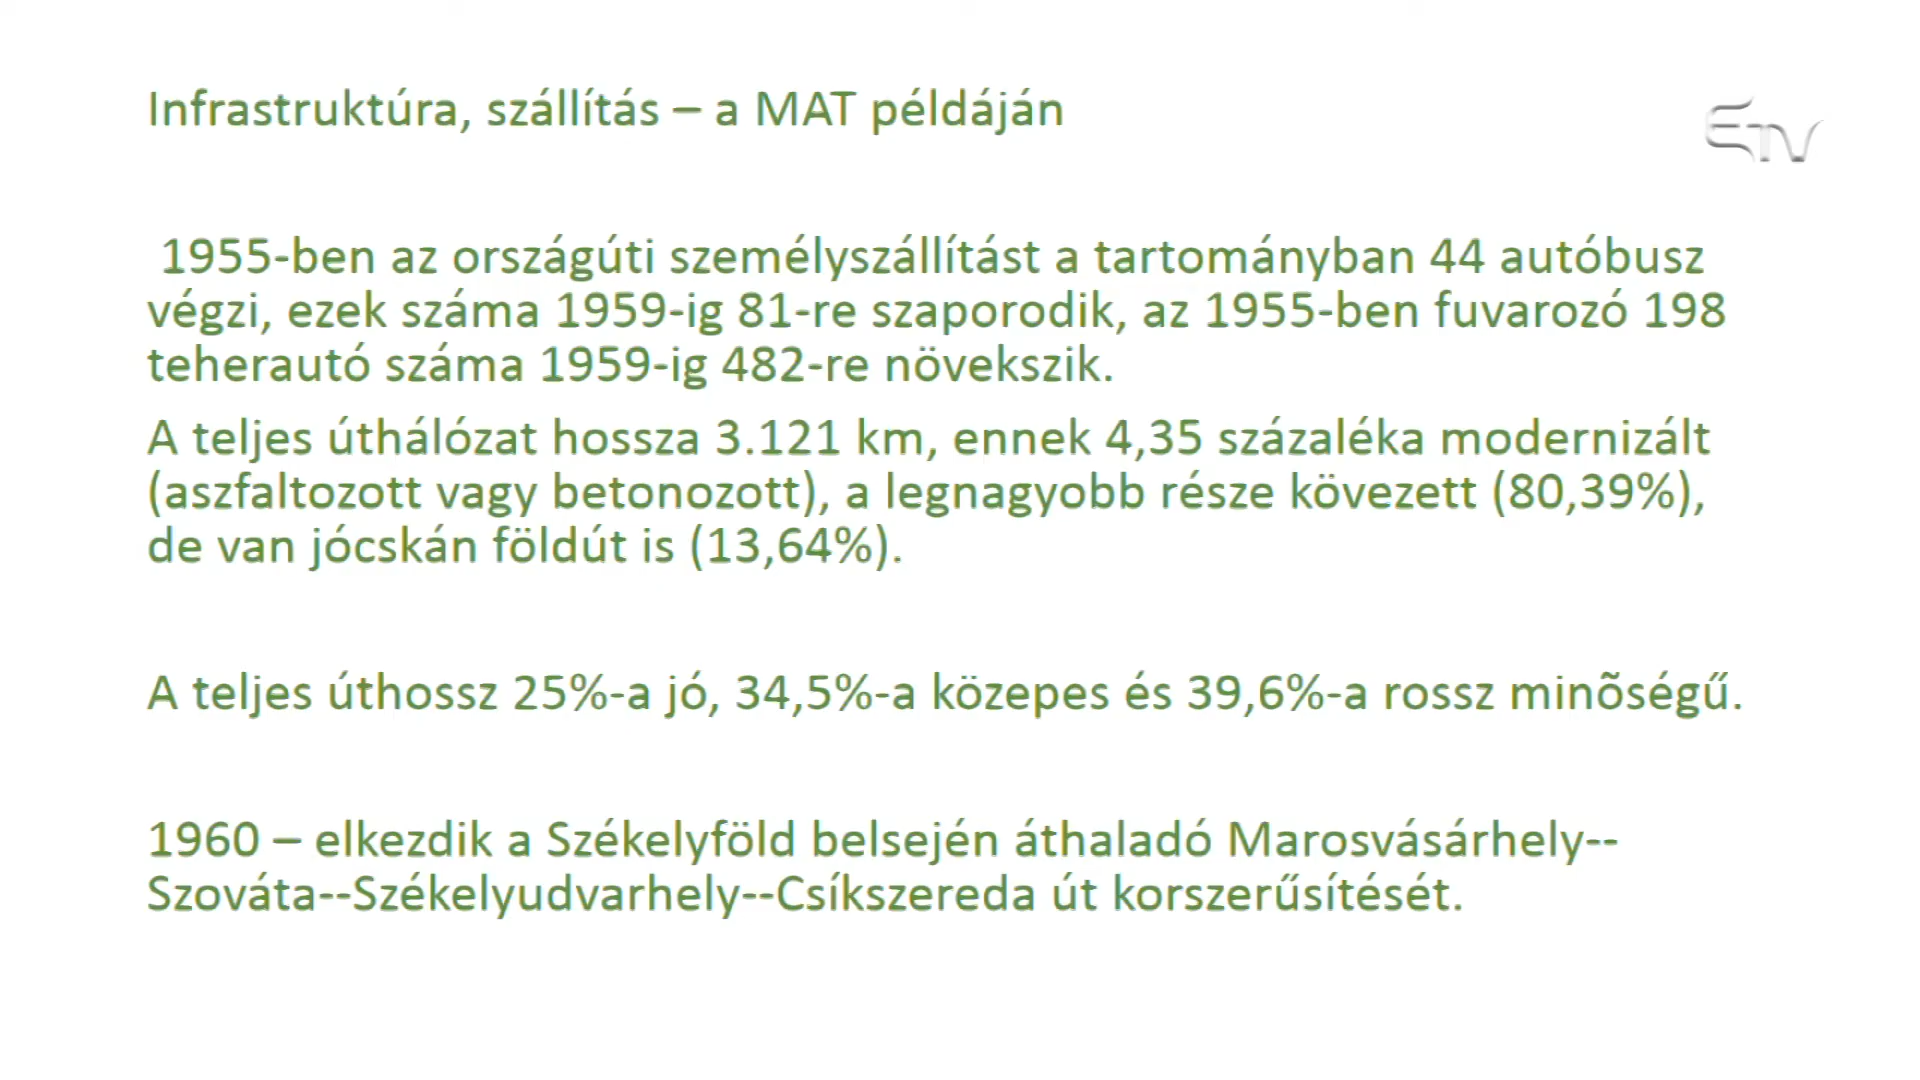 Infrastruktúra, szállítás – a MAT példáján
ETV
1955-ben az országúti személyszállítást a tartományban 44 autóbusz
végzi, ezek száma 1959-ig 81-re szaporodik, az 1955-ben fuvarozó 198
teherautó száma 1959-ig 482-re növekszik.
A teljes úthálózat hossza 3.121 km, ennek 4,35 százaléka modernizált
(aszfaltozott vagy betonozott), a legnagyobb része kövezett (80,39%),
de van jócskán földút is (13,64%).
A teljes úthossz 25%-a jó, 34,5%-a közepes és 39,6%-a rossz minõségű.
1960 – elkezdik a Székelyföld belsején áthaladó Marosvásárhely--
Szováta--Székelyudvarhely--Csíkszereda út korszerűsítését.